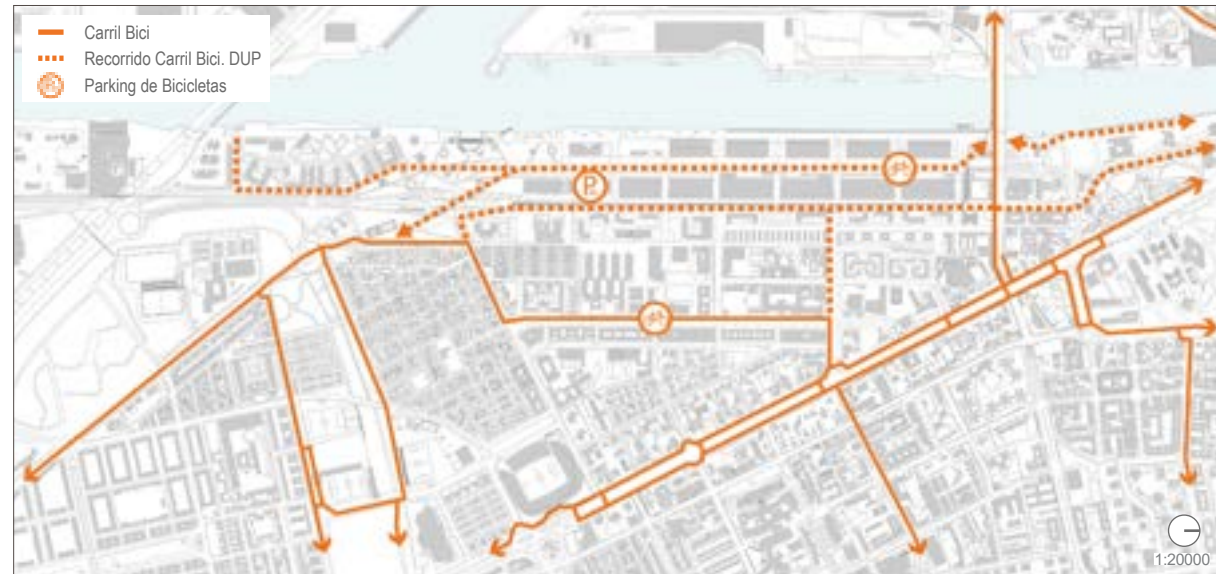 Carril Bici
Recorrido Carril Bici. DUP
Parking de Bicicletas
P
1:20000